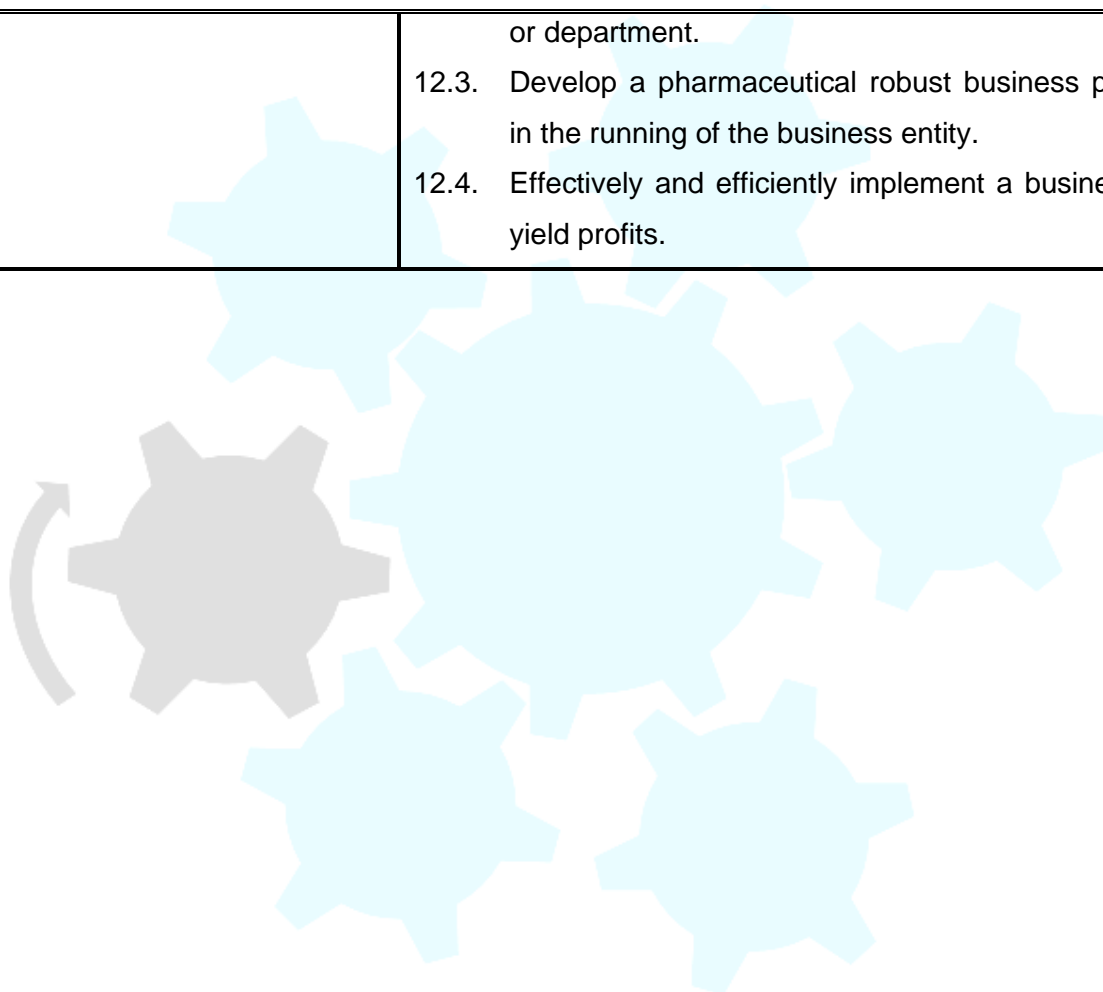 or department.
12.3. Develop a pharmaceutical robust business
in the running of the business entity.
12.4. Effectively and efficiently implement a
yield profits.